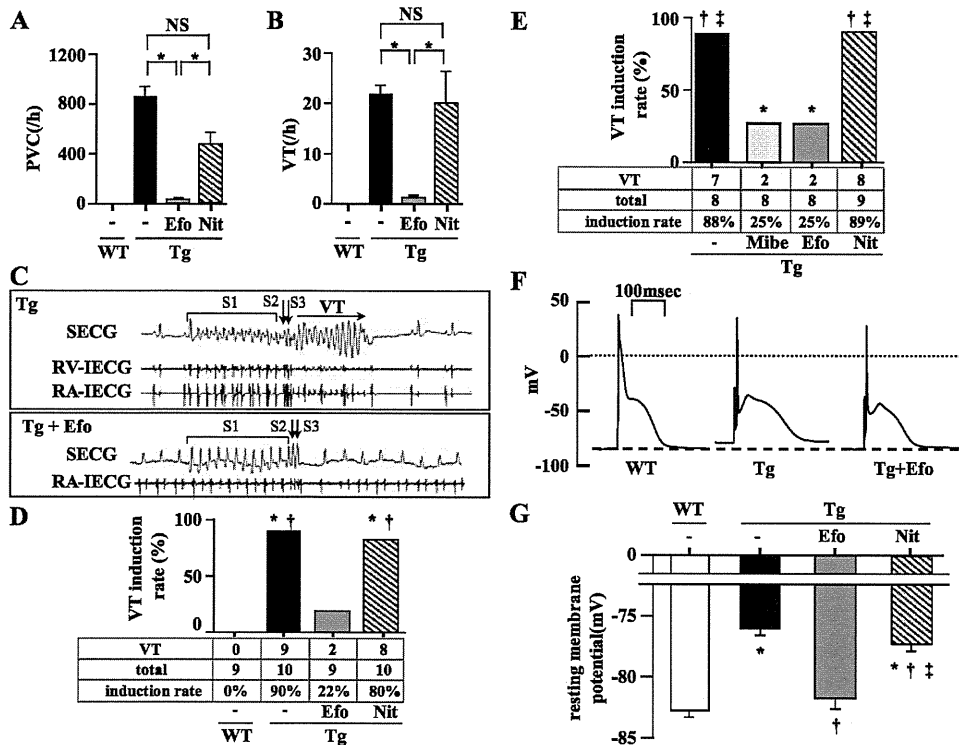 A
NS
* *
1200
800
400
0
PVC(/h)
- - Efo Nit
WT Tg
B
NS
* *
30
20
10
0
VT(/h)
- - Efo Nit
WT Tg
C
Tg
S1 S2 S3 VT
SECG
RV-IECG
RA-IECG
Tg + Efo
S1 S2 S3
SECG
RA-IECG
D
100
50
0
VT induction
rate (%)
* † * †
VT 0 9 2 8
total 9 10 9 10
induction rate 0% 90% 22% 80%
- - Efo Nit
WT Tg
E
100
50
0
VT induction
rate (%)
† ‡ * * † ‡
VT 7 2 2 8
total 8 8 8 9
induction rate 88% 25% 25% 89%
- Mibe Efo Nit
Tg
F
100msec
50
0
-50
-100
mV
WT Tg Tg+Efo
G
WT Tg
- - Efo Nit
0
-75
-80
-85
resting membrane
potential(mV)
* † * † ‡